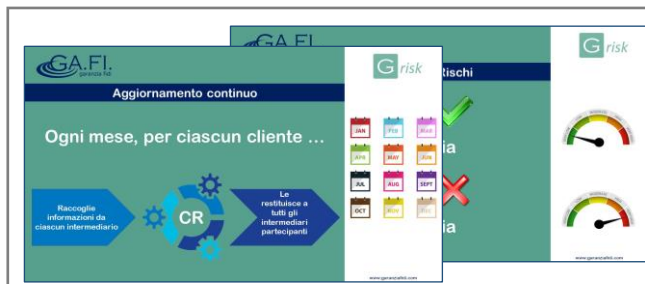 GA.FI.
garanzia fidi
G risk
Aggiornamento continuo
Ogni mese, per ciascun cliente ...
Raccoglie
informazioni da
ciascun intermediario
CR
Le
restituisce a
tutti gli
intermediari
partecipanti
JAN
FEB
MAR
APR
MAY
JUN
JUL
AUG
SEPT
OCT
NOV
DEC
www.garanziafidi.com
GA.FI.
G risk
Rischi
ia
ia
www.garanziafidi.com